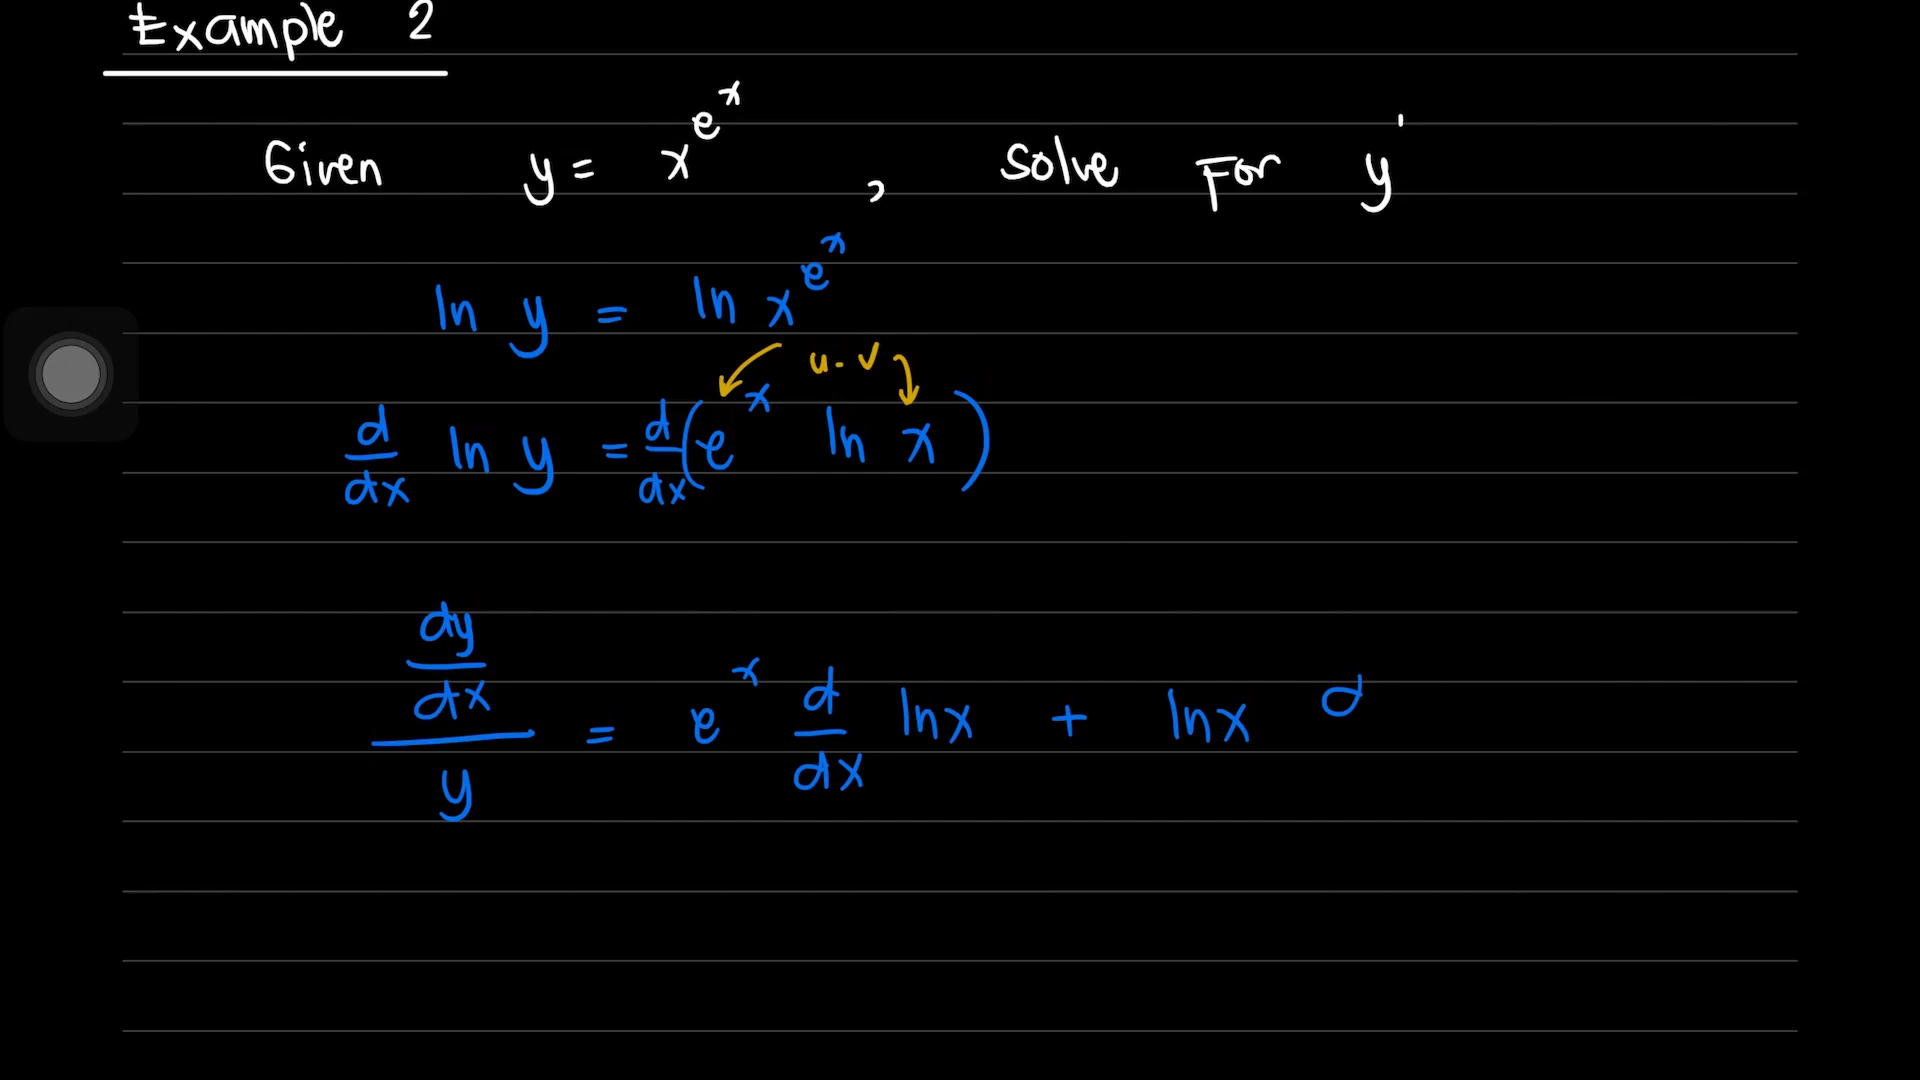 Example 2
Given y = x^{e^x} , Solve For y'
ln y = ln x^{e^x}
u · v
d/dx ln y = d/dx (e^x ln x)
(dy/dx)/y = e^x d/dx lnx + lnx d